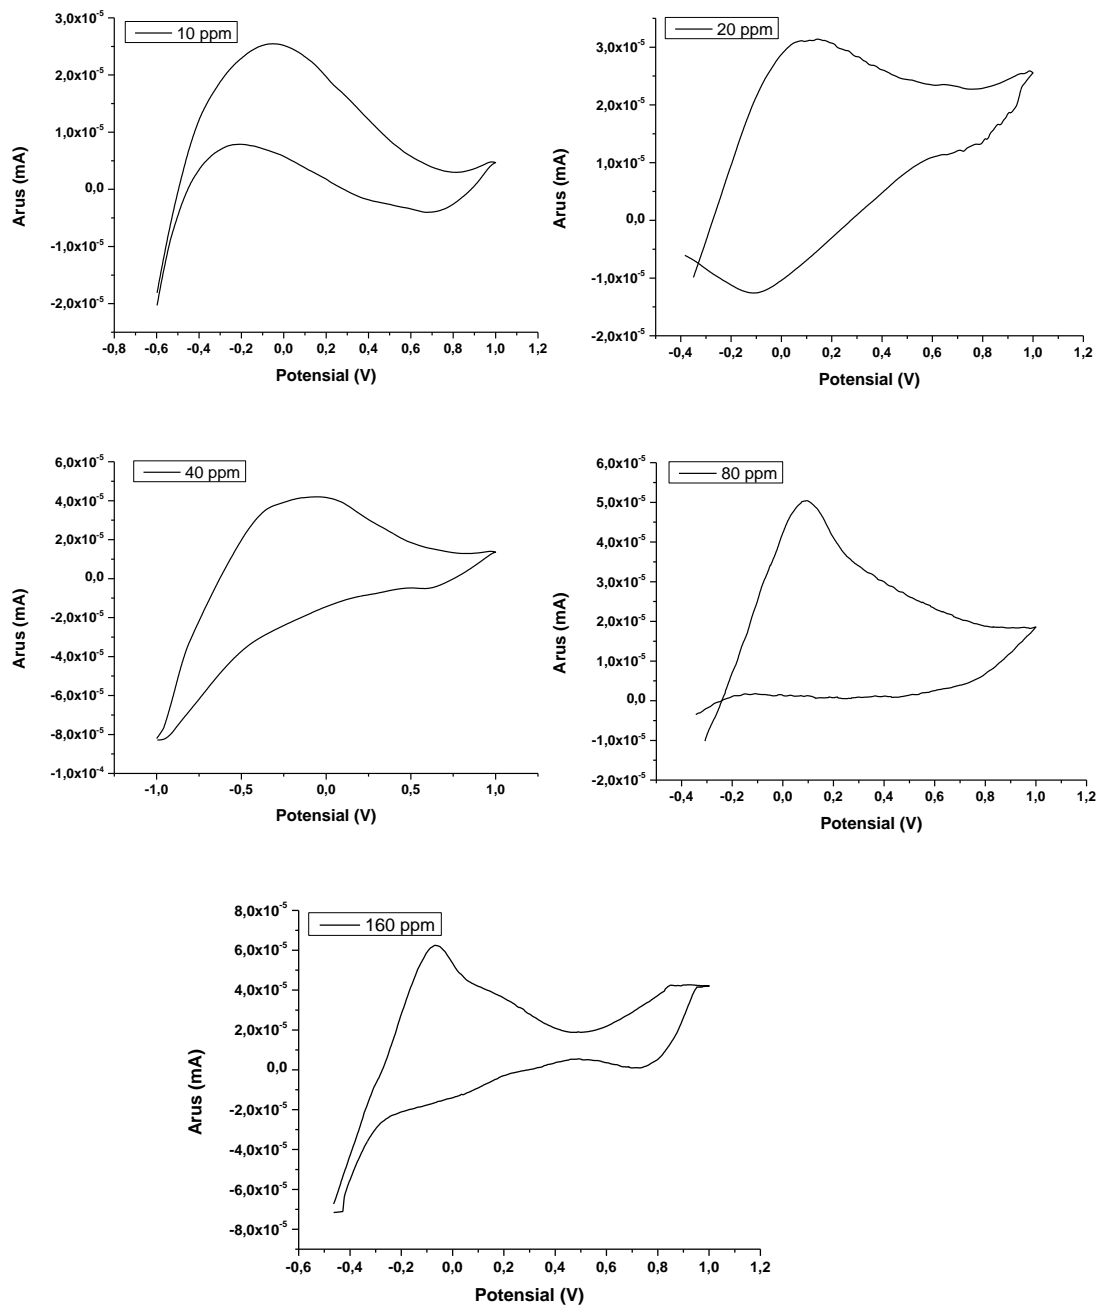 10 ppm
3,0x10⁻⁵
2,0x10⁻⁵
1,0x10⁻⁵
0,0
-1,0x10⁻⁵
-2,0x10⁻⁵
Arus (mA)
-0,8 -0,6 -0,4 -0,2 0,0 0,2 0,4 0,6 0,8 1,0 1,2
Potensial (V)
20 ppm
3,0x10⁻⁵
2,0x10⁻⁵
1,0x10⁻⁵
0,0
-1,0x10⁻⁵
-2,0x10⁻⁵
Arus (mA)
-0,4 -0,2 0,0 0,2 0,4 0,6 0,8 1,0 1,2
Potensial (V)
40 ppm
6,0x10⁻⁵
4,0x10⁻⁵
2,0x10⁻⁵
0,0
-2,0x10⁻⁵
-4,0x10⁻⁵
-6,0x10⁻⁵
-8,0x10⁻⁵
-1,0x10⁻⁴
Arus (mA)
-1,0 -0,5 0,0 0,5 1,0
Potensial (V)
80 ppm
6,0x10⁻⁵
5,0x10⁻⁵
4,0x10⁻⁵
3,0x10⁻⁵
2,0x10⁻⁵
1,0x10⁻⁵
0,0
-1,0x10⁻⁵
-2,0x10⁻⁵
Arus (mA)
-0,4 -0,2 0,0 0,2 0,4 0,6 0,8 1,0 1,2
Potensial (V)
160 ppm
8,0x10⁻⁵
6,0x10⁻⁵
4,0x10⁻⁵
2,0x10⁻⁵
0,0
-2,0x10⁻⁵
-4,0x10⁻⁵
-6,0x10⁻⁵
-8,0x10⁻⁵
Arus (mA)
-0,6 -0,4 -0,2 0,0 0,2 0,4 0,6 0,8 1,0 1,2
Potensial (V)